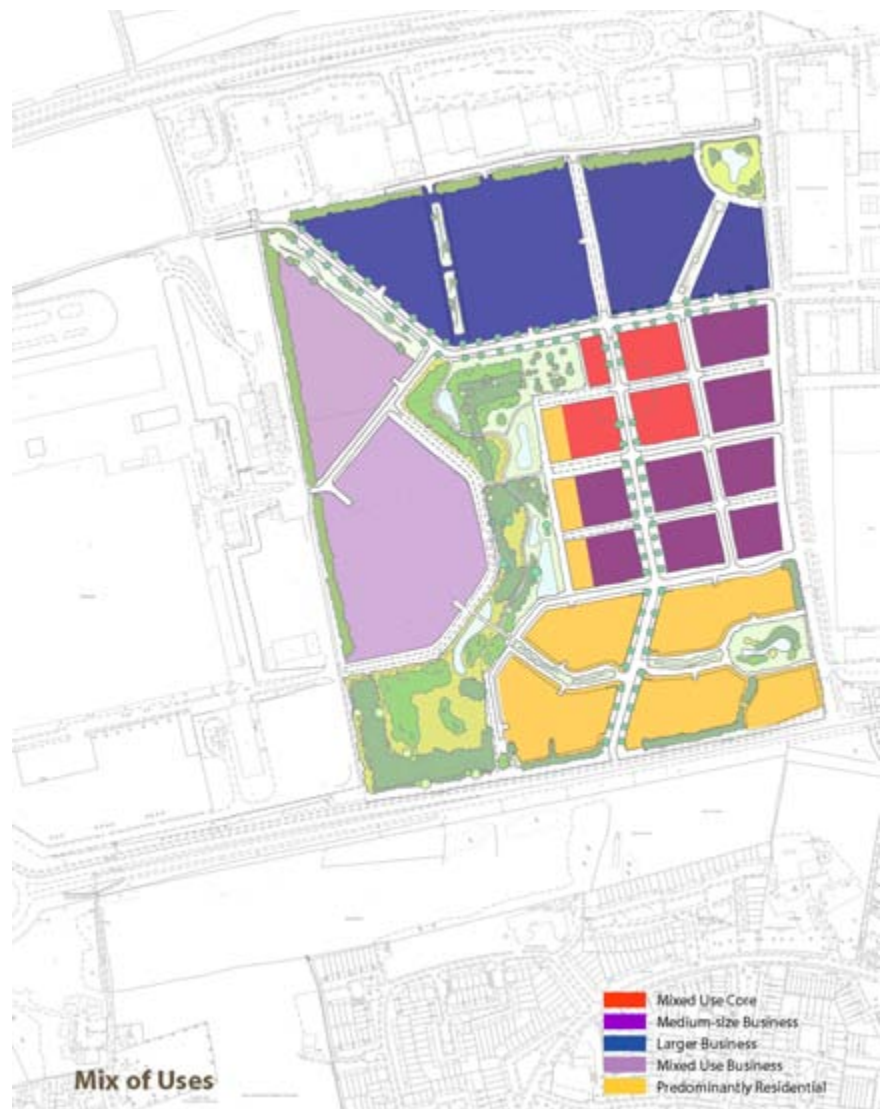 Mixed Use Core
Medium-size Business
Larger Business
Mixed Use Business
Predominantly Residential
Mix of Uses